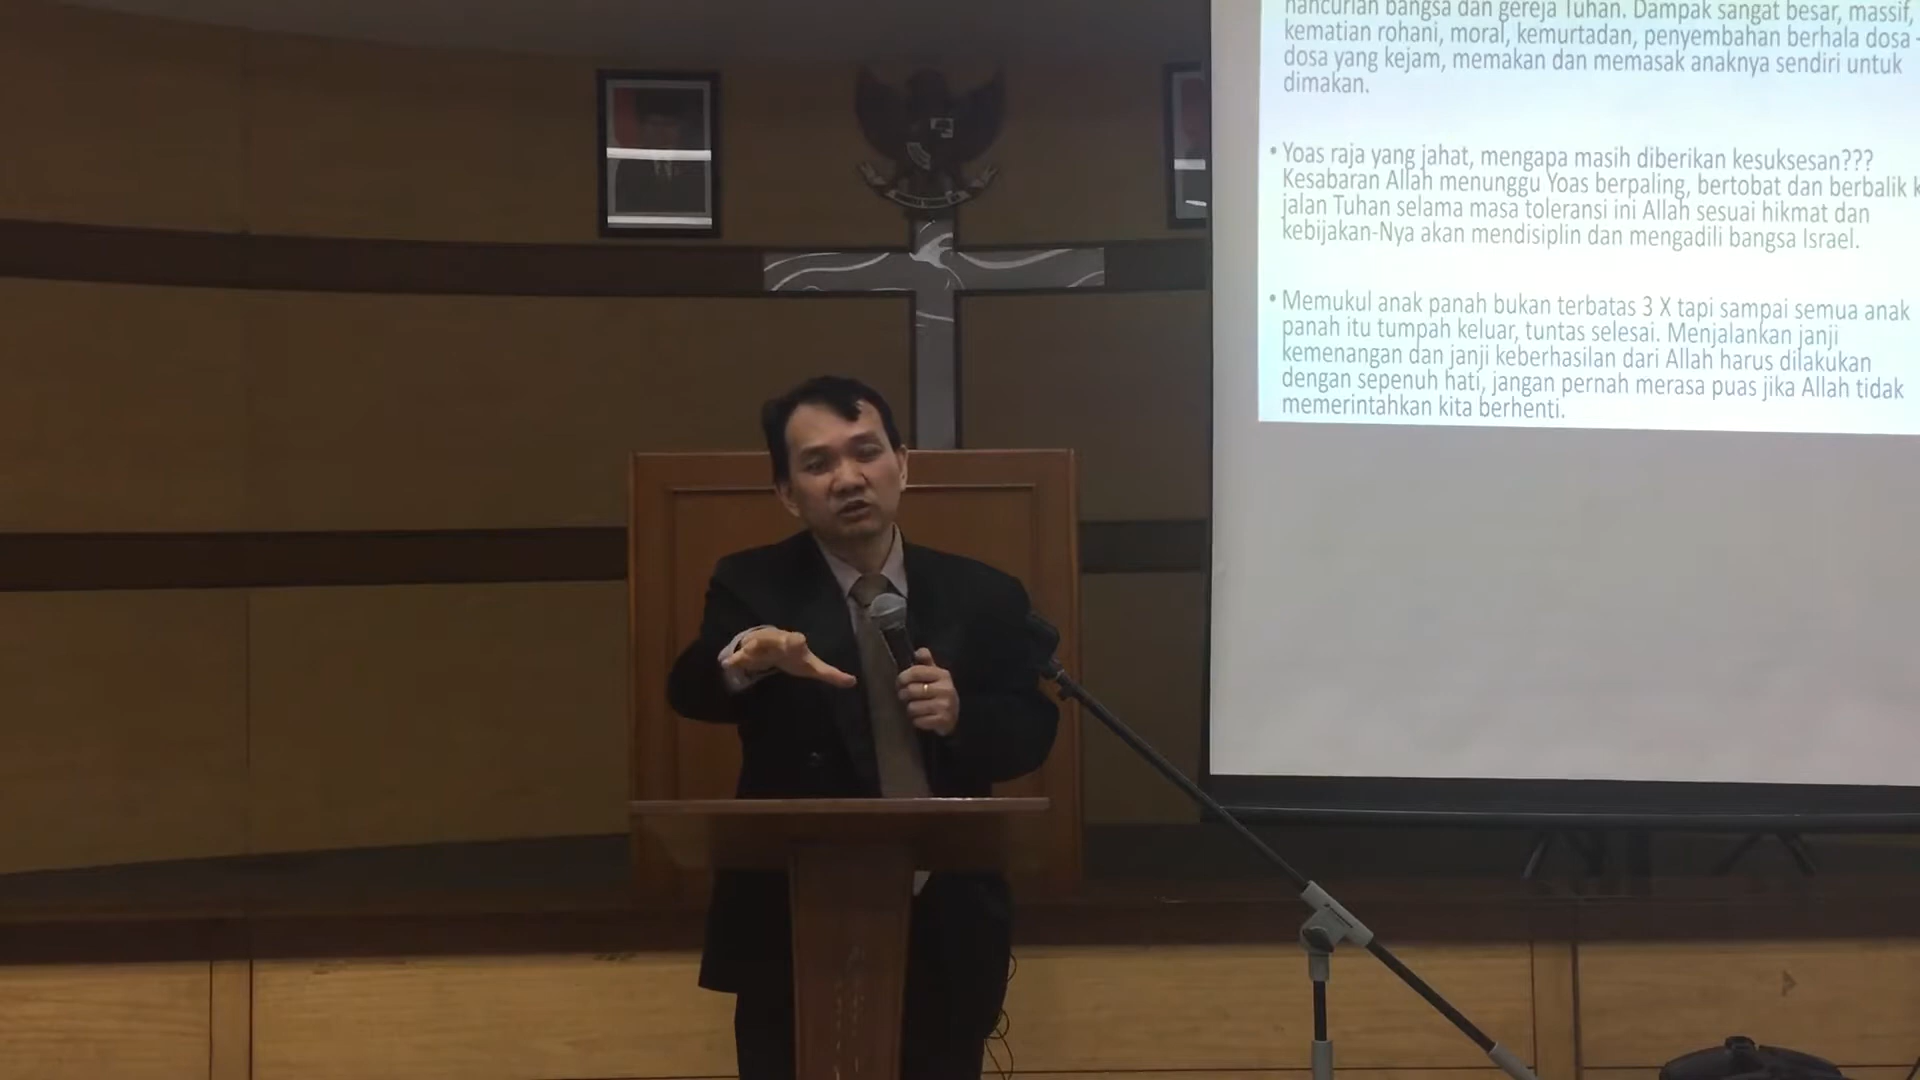 hancurian bangsa dan gereja Tuhan. Dampak sangat besar, massif,
kematian rohani, moral, kemurtadan, penyembahan berhala dosa -
dosa yang kejam, memakan dan memasak anaknya sendiri untuk
dimakan.
• Yoas raja yang jahat, mengapa masih diberikan kesuksesan???
Kesabaran Allah menunggu Yoas berpaling, bertobat dan berbalik k
jalan Tuhan selama masa toleransi ini Allah sesuai hikmat dan
kebijakan-Nya akan mendisiplin dan mengadili bangsa Israel.
• Memukul anak panah bukan terbatas 3 X tapi sampai semua anak
panah itu tumpah keluar, tuntas selesai. Menjalankan janji
kemenangan dan janji keberhasilan dari Allah harus dilakukan
dengan sepenuh hati, jangan pernah merasa puas jika Allah tidak
memerintahkan kita berhenti.